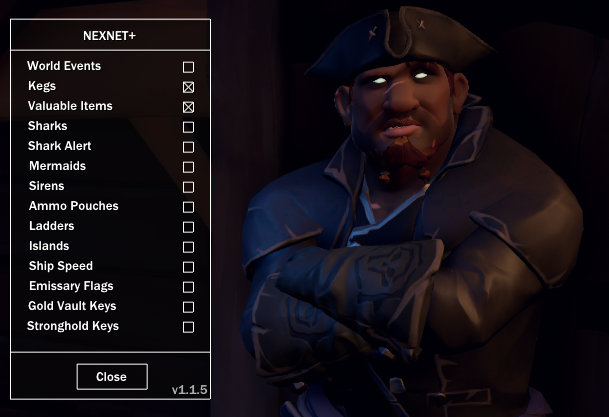 NEXNET+
World Events
Kegs
Valuable Items
Sharks
Shark Alert
Mermaids
Sirens
Ammo Pouches
Ladders
Islands
Ship Speed
Emissary Flags
Gold Vault Keys
Stronghold Keys
Close
v1.1.5